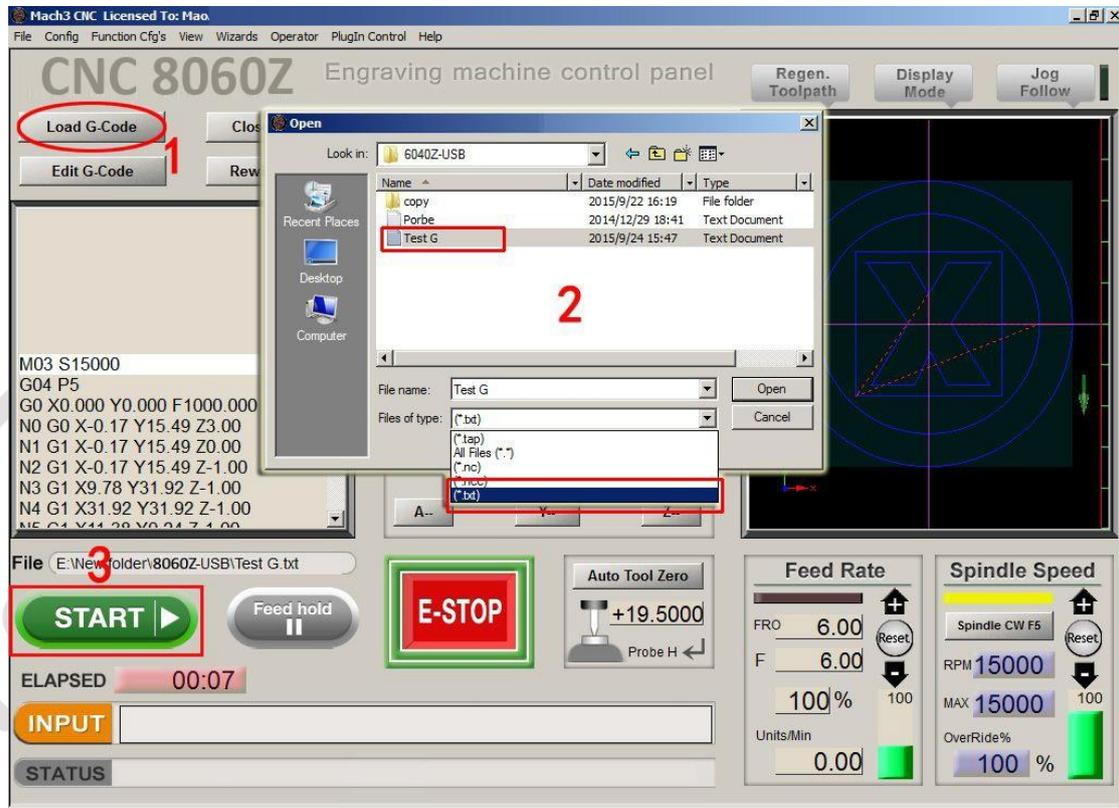 Mach3 CNC Licensed To: Mao.
File Config Function Cfg's View Wizards Operator PlugIn Control Help
CNC 8060Z
Engraving machine control panel
Regen. Toolpath
Display Mode
Jog Follow
Load G-Code
1
Edit G-Code
Open
Look in: 6040Z-USB
Name Date modified Type
copy 2015/9/22 16:19 File folder
Porbe 2014/12/29 18:41 Text Document
Test G 2015/9/24 15:47 Text Document
Recent Places
Desktop
Computer
2
File name: Test G Open
Files of type: (*.txt) Cancel
(*.tap)
All Files (*.*)
(*.nc)
(*.ncc)
(*.txt)
M03 S15000
G04 P5
G0 X0.000 Y0.000 F1000.000
N0 G0 X-0.17 Y15.49 Z3.00
N1 G1 X-0.17 Y15.49 Z0.00
N2 G1 X-0.17 Y15.49 Z-1.00
N3 G1 X9.78 Y31.92 Z-1.00
N4 G1 X31.92 Y31.92 Z-1.00
A-- Y-- Z--
File E:\New folder\8060Z-USB\Test G.txt
3
START
Feed hold
E-STOP
Auto Tool Zero
+19.5000
Probe H
ELAPSED 00:07
INPUT
STATUS
Feed Rate
FRO 6.00
Reset
F 6.00
100 % 100
Units/Min
0.00
Spindle Speed
Spindle CW F5
Reset
RPM 15000
MAX 15000 100
OverRide%
100 %